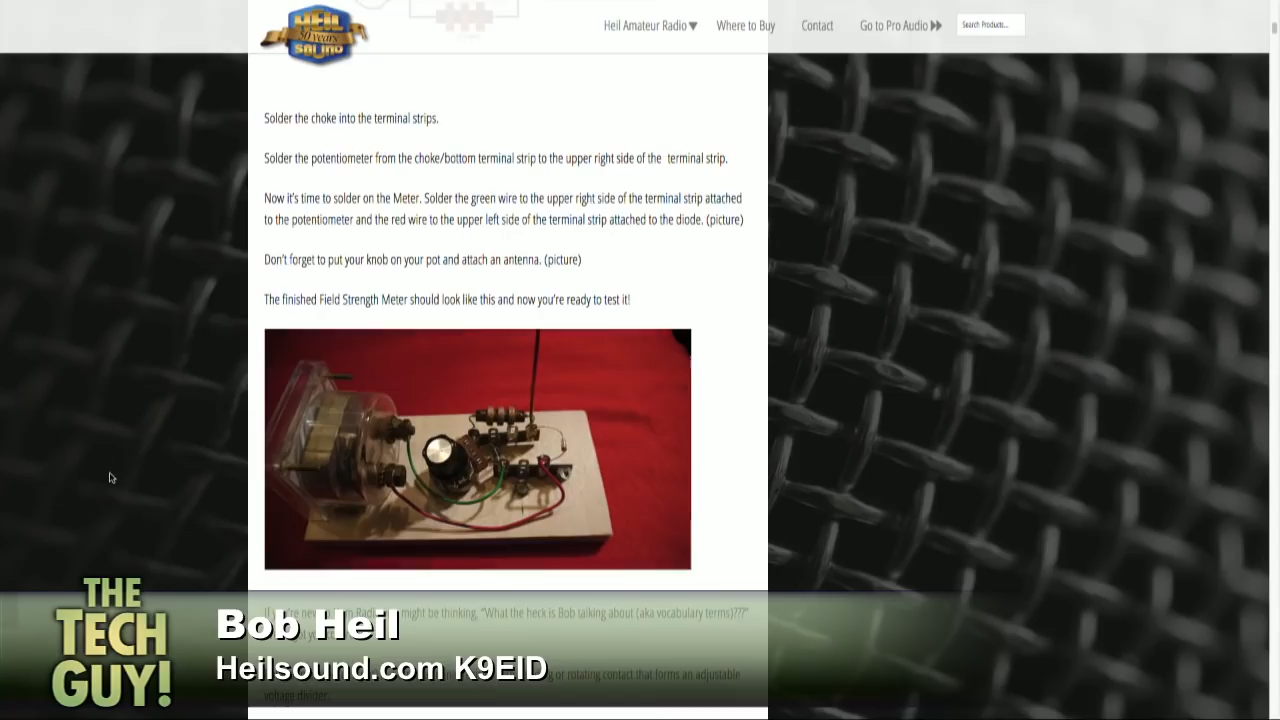 HEIL
50 years
SOUND
Heil Amateur Radio▼
Where to Buy
Contact
Go to Pro Audio
Search Products...
Solder the choke into the terminal strips.
Solder the potentiometer from the choke/bottom terminal strip to the upper right side of the terminal strip.
Now it's time to solder on the Meter. Solder the green wire to the upper right side of the terminal strip attached
to the potentiometer and the red wire to the upper left side of the terminal strip attached to the diode. (picture)
Don't forget to put your knob on your pot and attach an antenna. (picture)
The finished Field Strength Meter should look like this and now you're ready to test it!
might be thinking, "What the heck is Bob talking about (aka vocabulary terms)???"
or rotating contact that forms an adjustable
voltage divider.
THE
TECH
GUY!
Bob Heil
Heilsound.com K9EID